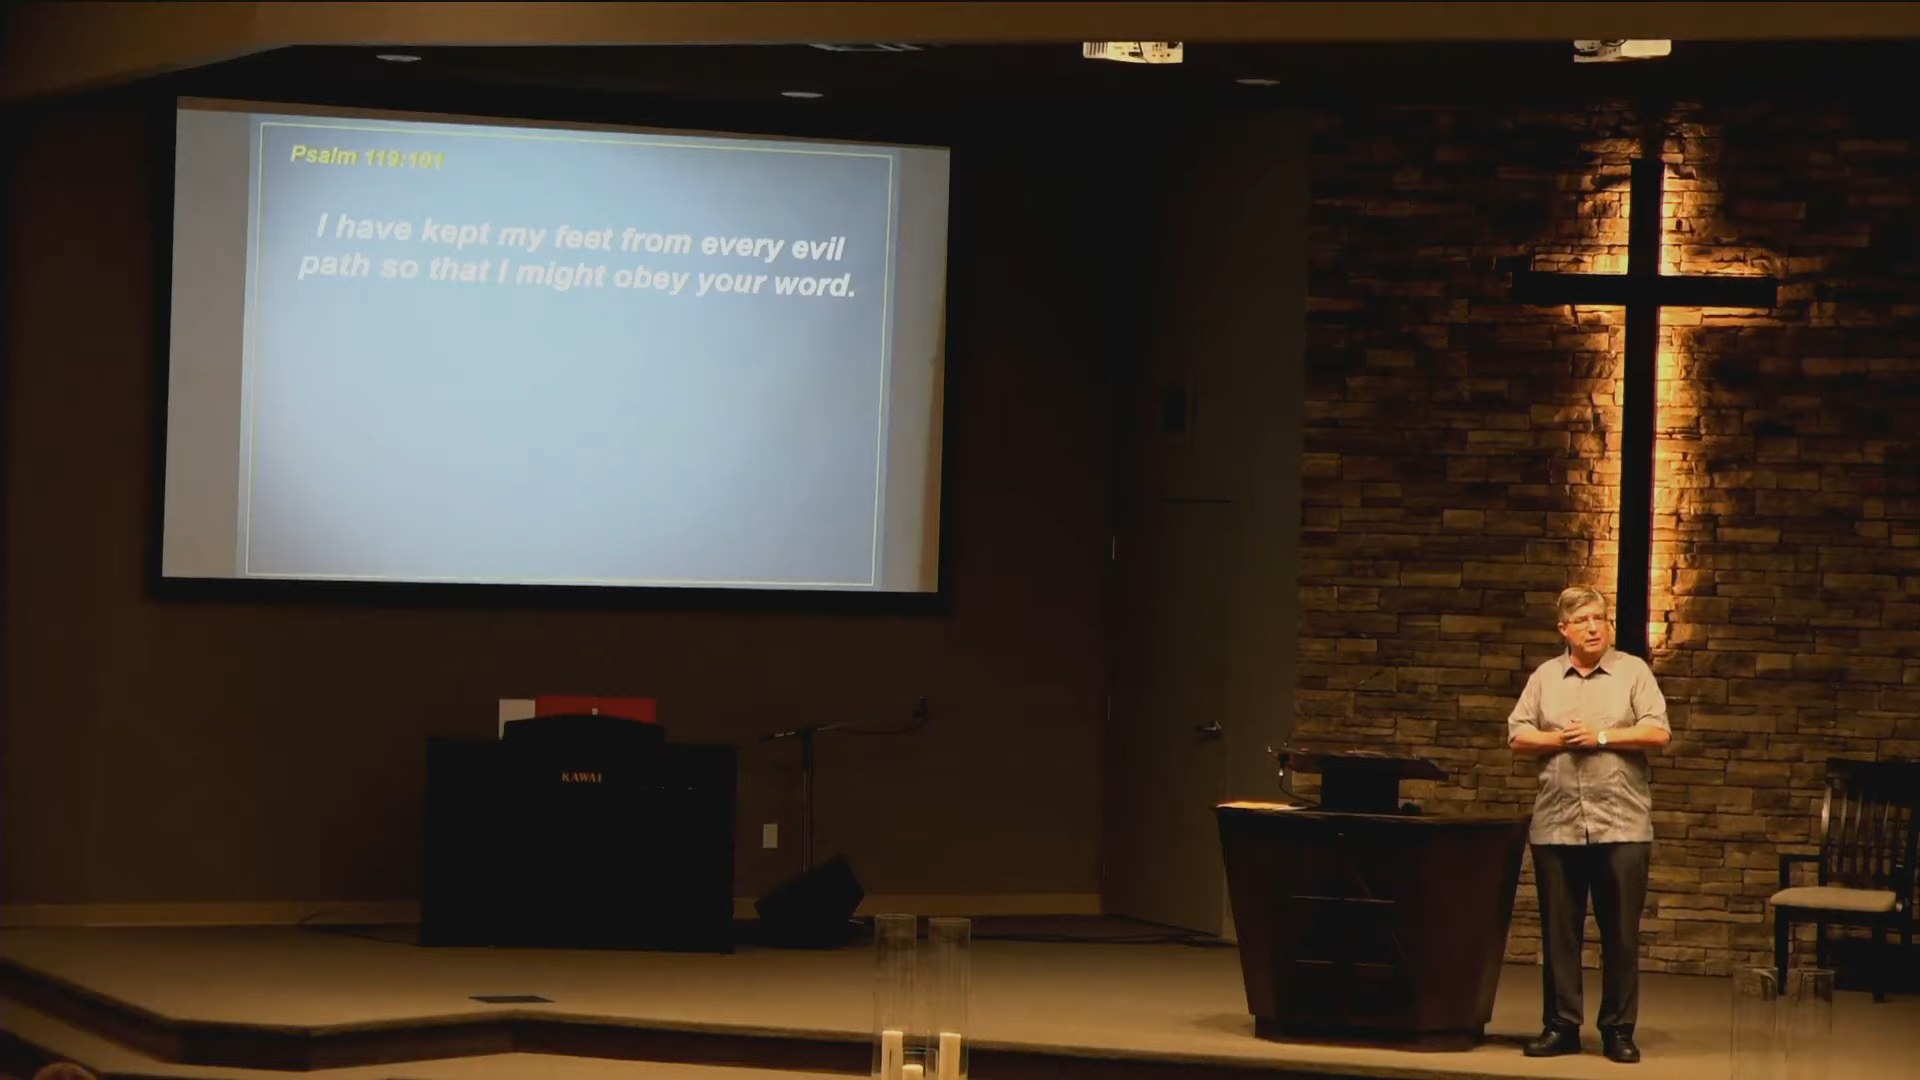 Psalm 119:101
I have kept my feet from every evil
path so that I might obey your word.
KAWAI